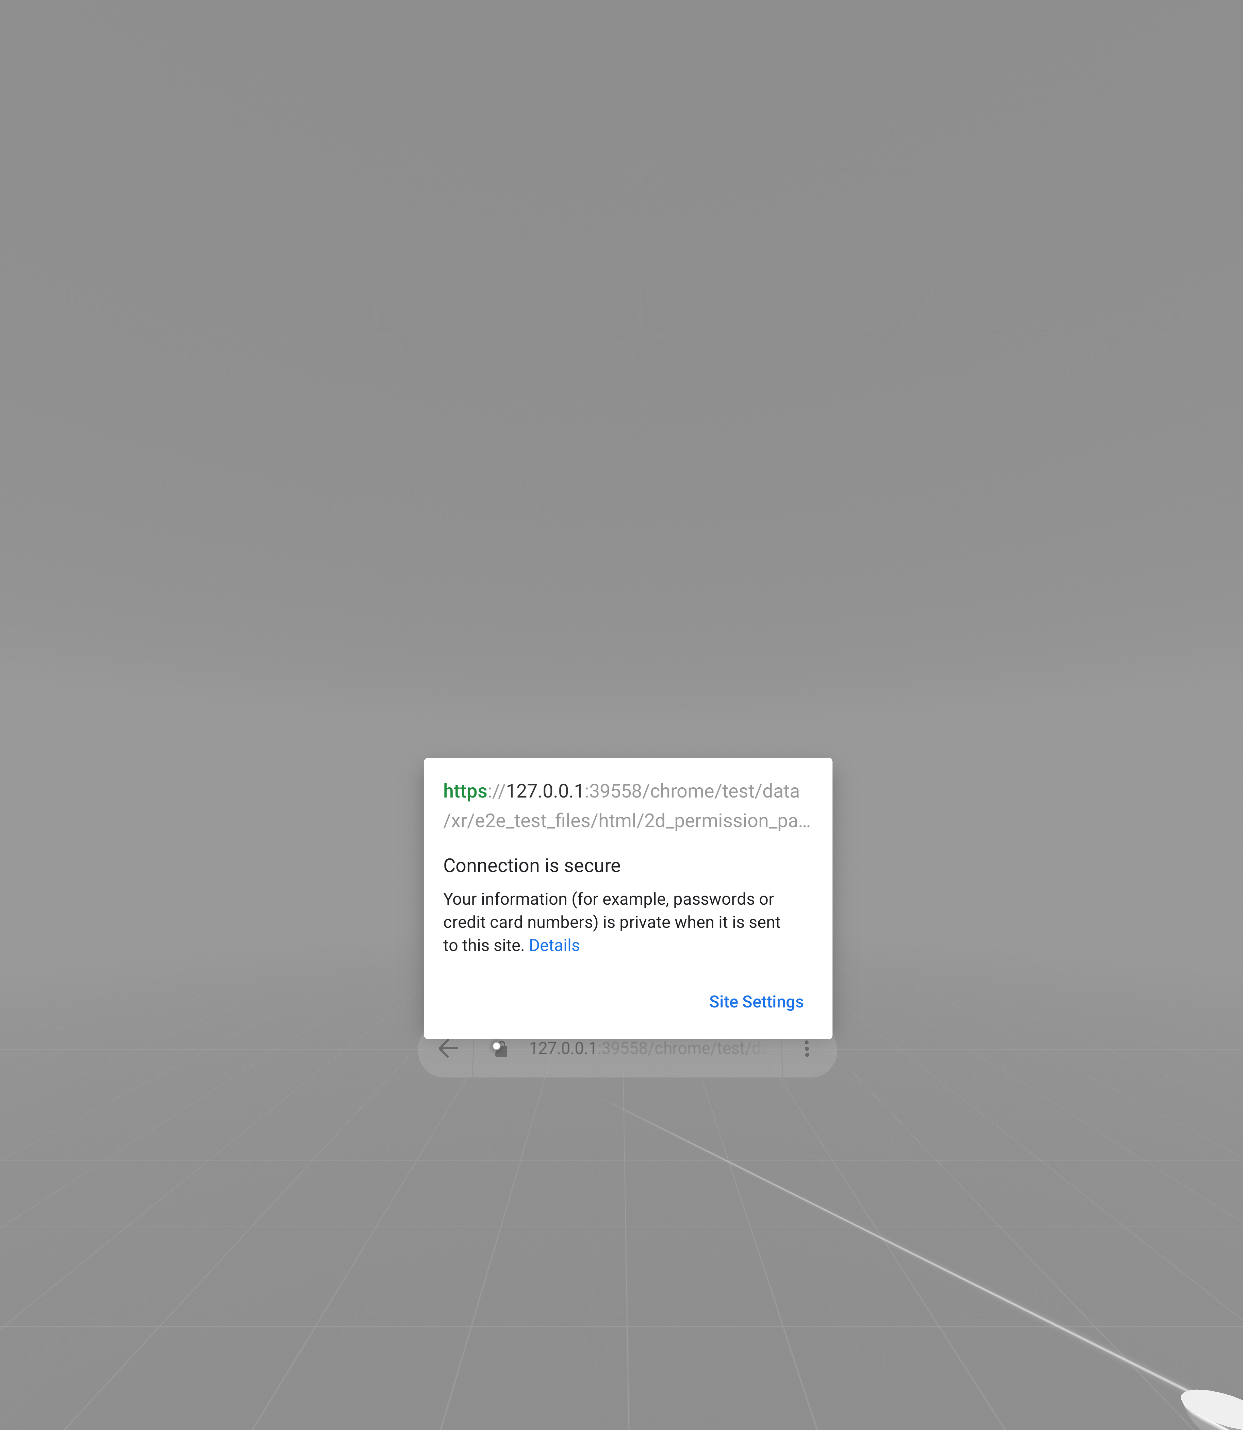 https://127.0.0.1:39558/chrome/test/data
/xr/e2e_test_files/html/2d_permission_pa...
Connection is secure
Your information (for example, passwords or
credit card numbers) is private when it is sent
to this site. Details
Site Settings
127.0.0.1:39558/chrome/test/d